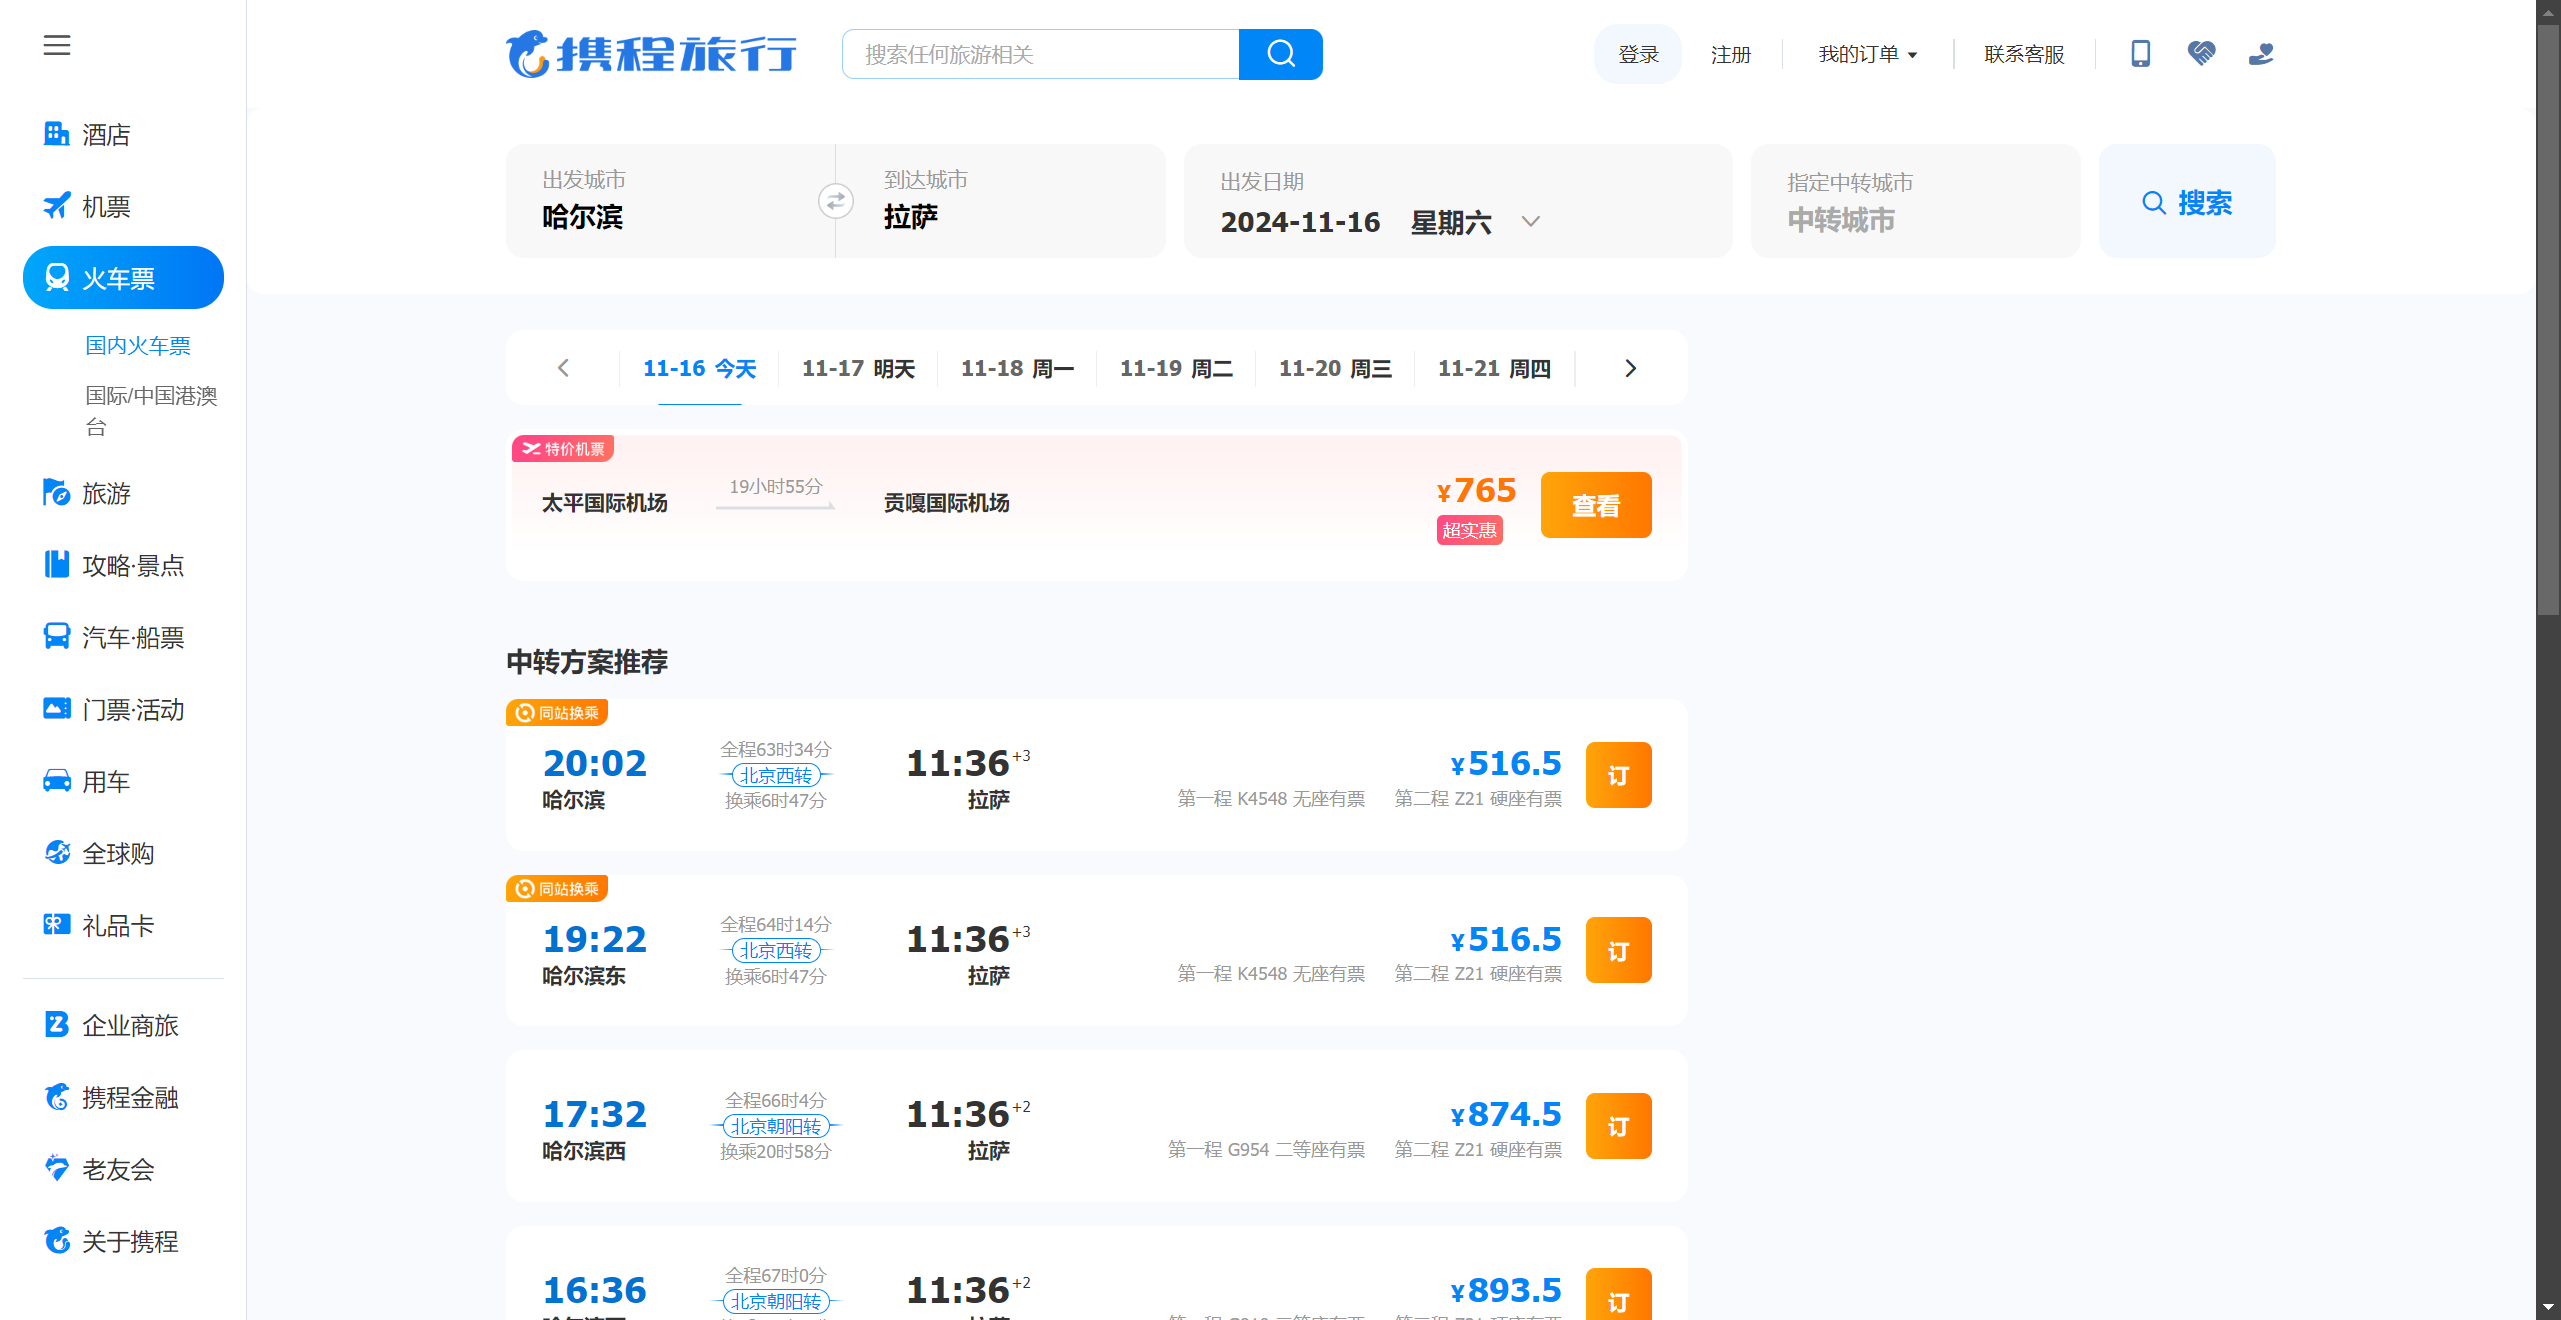 携程旅行
搜索任何旅游相关
登录
注册
我的订单
联系客服
酒店
机票
火车票
国内火车票
国际/中国港澳
台
旅游
攻略·景点
汽车·船票
门票·活动
用车
全球购
礼品卡
企业商旅
携程金融
老友会
关于携程
出发城市
哈尔滨
到达城市
拉萨
出发日期
2024-11-16 星期六
指定中转城市
中转城市
搜索
11-16 今天
11-17 明天
11-18 周一
11-19 周二
11-20 周三
11-21 周四
特价机票
太平国际机场
19小时55分
贡嘎国际机场
¥765
超实惠
查看
中转方案推荐
同站换乘
20:02
哈尔滨
全程63时34分
北京西转
换乘6时47分
11:36+3
拉萨
¥516.5
第一程 K4548 无座有票 第二程 Z21 硬座有票
订
同站换乘
19:22
哈尔滨东
全程64时14分
北京西转
换乘6时47分
11:36+3
拉萨
¥516.5
第一程 K4548 无座有票 第二程 Z21 硬座有票
订
17:32
哈尔滨西
全程66时4分
北京朝阳转
换乘20时58分
11:36+2
拉萨
¥874.5
第一程 G954 二等座有票 第二程 Z21 硬座有票
订
16:36
全程67时0分
北京朝阳转
11:36+2
¥893.5
订